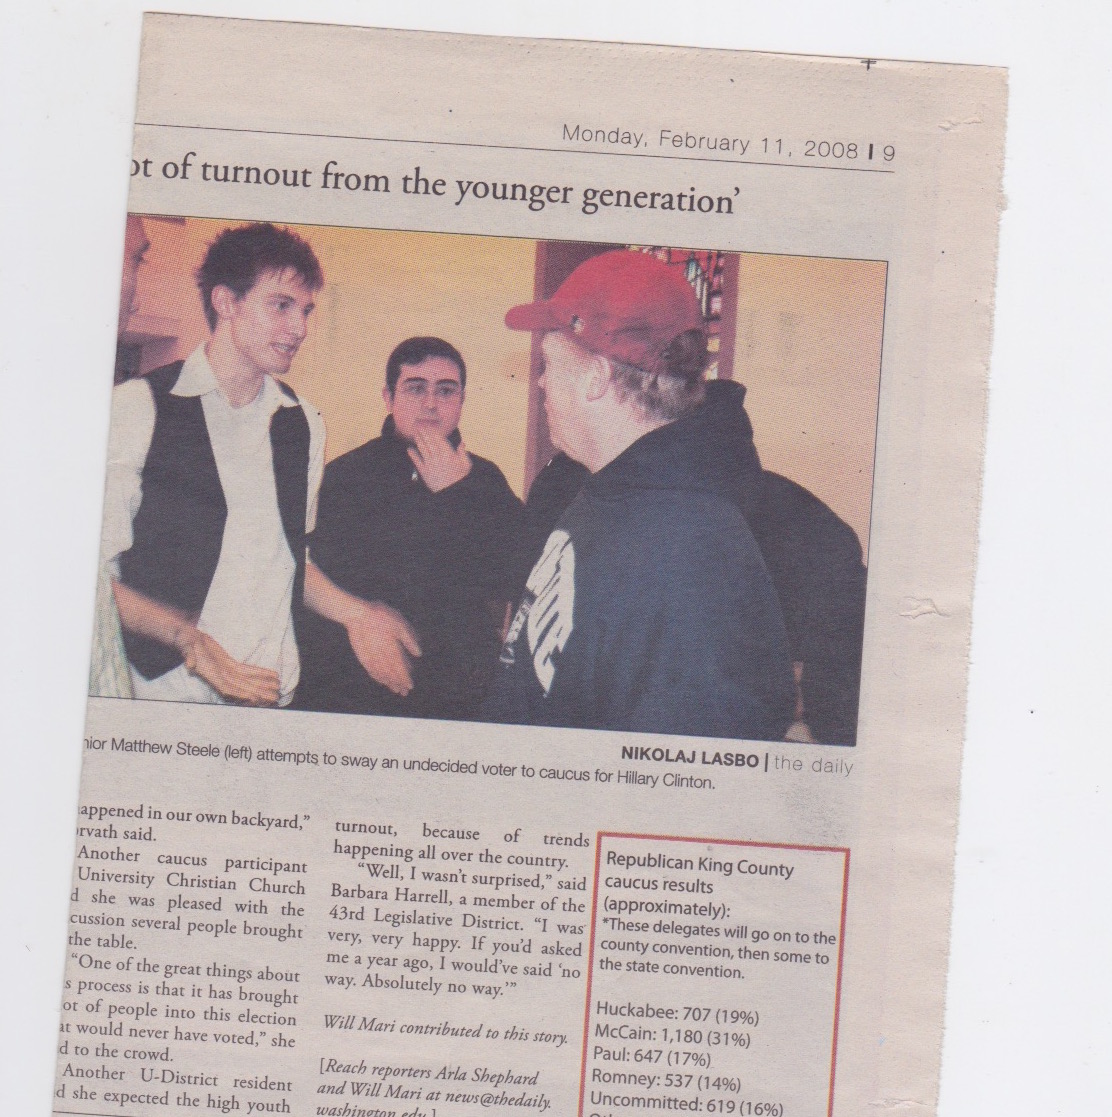 Monday, February 11, 2008 | 9
of turnout from the younger generation'
NIKOLAJ LASBO | the daily
Matthew Steele (left) attempts to sway an undecided voter to caucus for Hillary Clinton.
appened in our own backyard,"
rvath said.
Another caucus participant
University Christian Church
d she was pleased with the
cussion several people brought
the table.
"One of the great things about
s process is that it has brought
ot of people into this election
at would never have voted," she
d to the crowd.
Another U-District resident
d she expected the high youth
turnout, because of trends
happening all over the country.
"Well, I wasn't surprised," said
Barbara Harrell, a member of the
43rd Legislative District. "I was
very, very happy. If you'd asked
me a year ago, I would've said 'no
way. Absolutely no way.'"
Will Mari contributed to this story.
[Reach reporters Arla Shephard
and Will Mari at news@thedaily.
washington.edu.]
Republican King County
caucus results
(approximately):
*These delegates will go on to the
county convention, then some to
the state convention.
Huckabee: 707 (19%)
McCain: 1,180 (31%)
Paul: 647 (17%)
Romney: 537 (14%)
Uncommitted: 619 (16%)